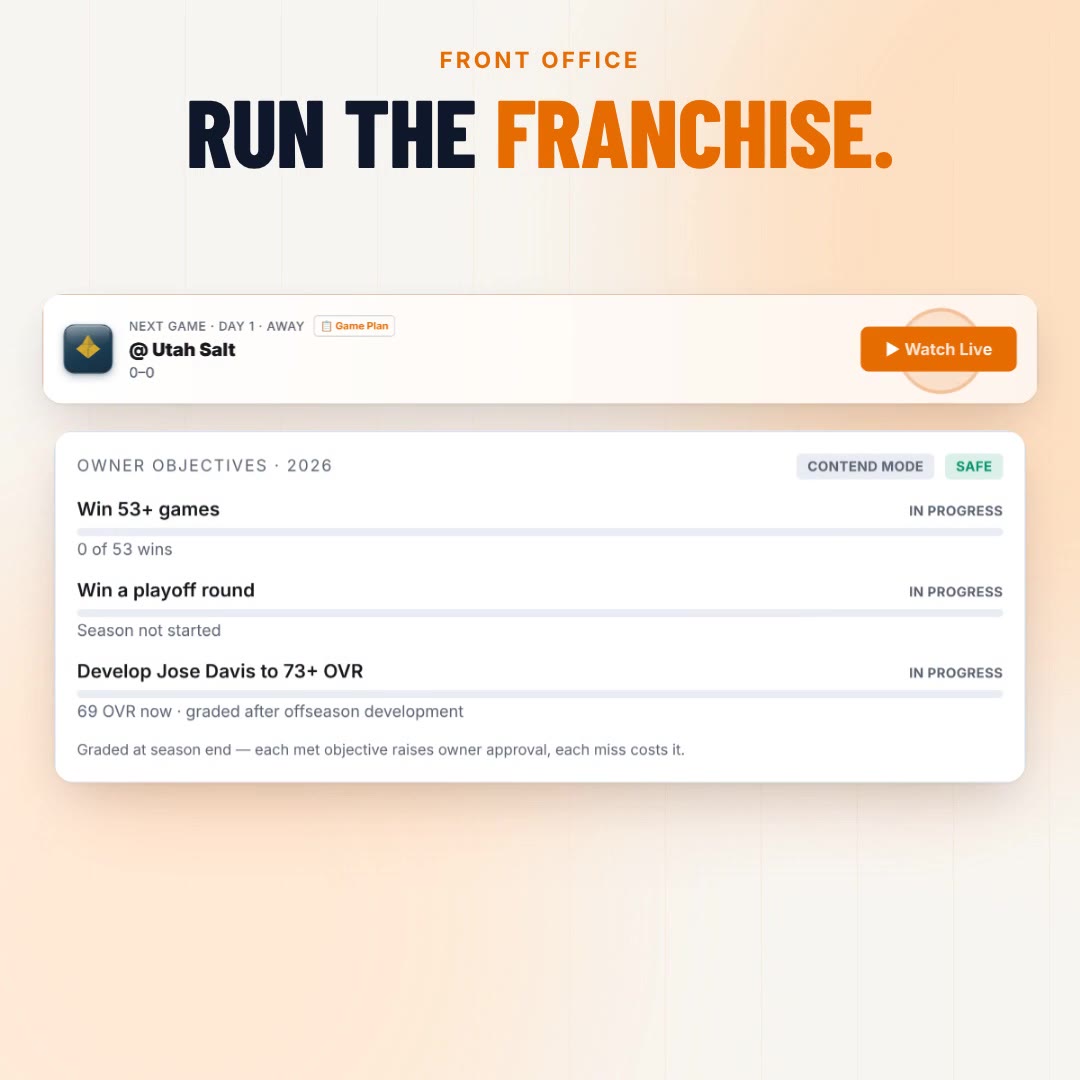 FRONT OFFICE
RUN THE FRANCHISE.
NEXT GAME · DAY 1 · AWAY 📋 Game Plan
@ Utah Salt
0–0
▶ Watch Live
OWNER OBJECTIVES · 2026
CONTEND MODE SAFE
Win 53+ games
IN PROGRESS
0 of 53 wins
Win a playoff round
IN PROGRESS
Season not started
Develop Jose Davis to 73+ OVR
IN PROGRESS
69 OVR now · graded after offseason development
Graded at season end — each met objective raises owner approval, each miss costs it.